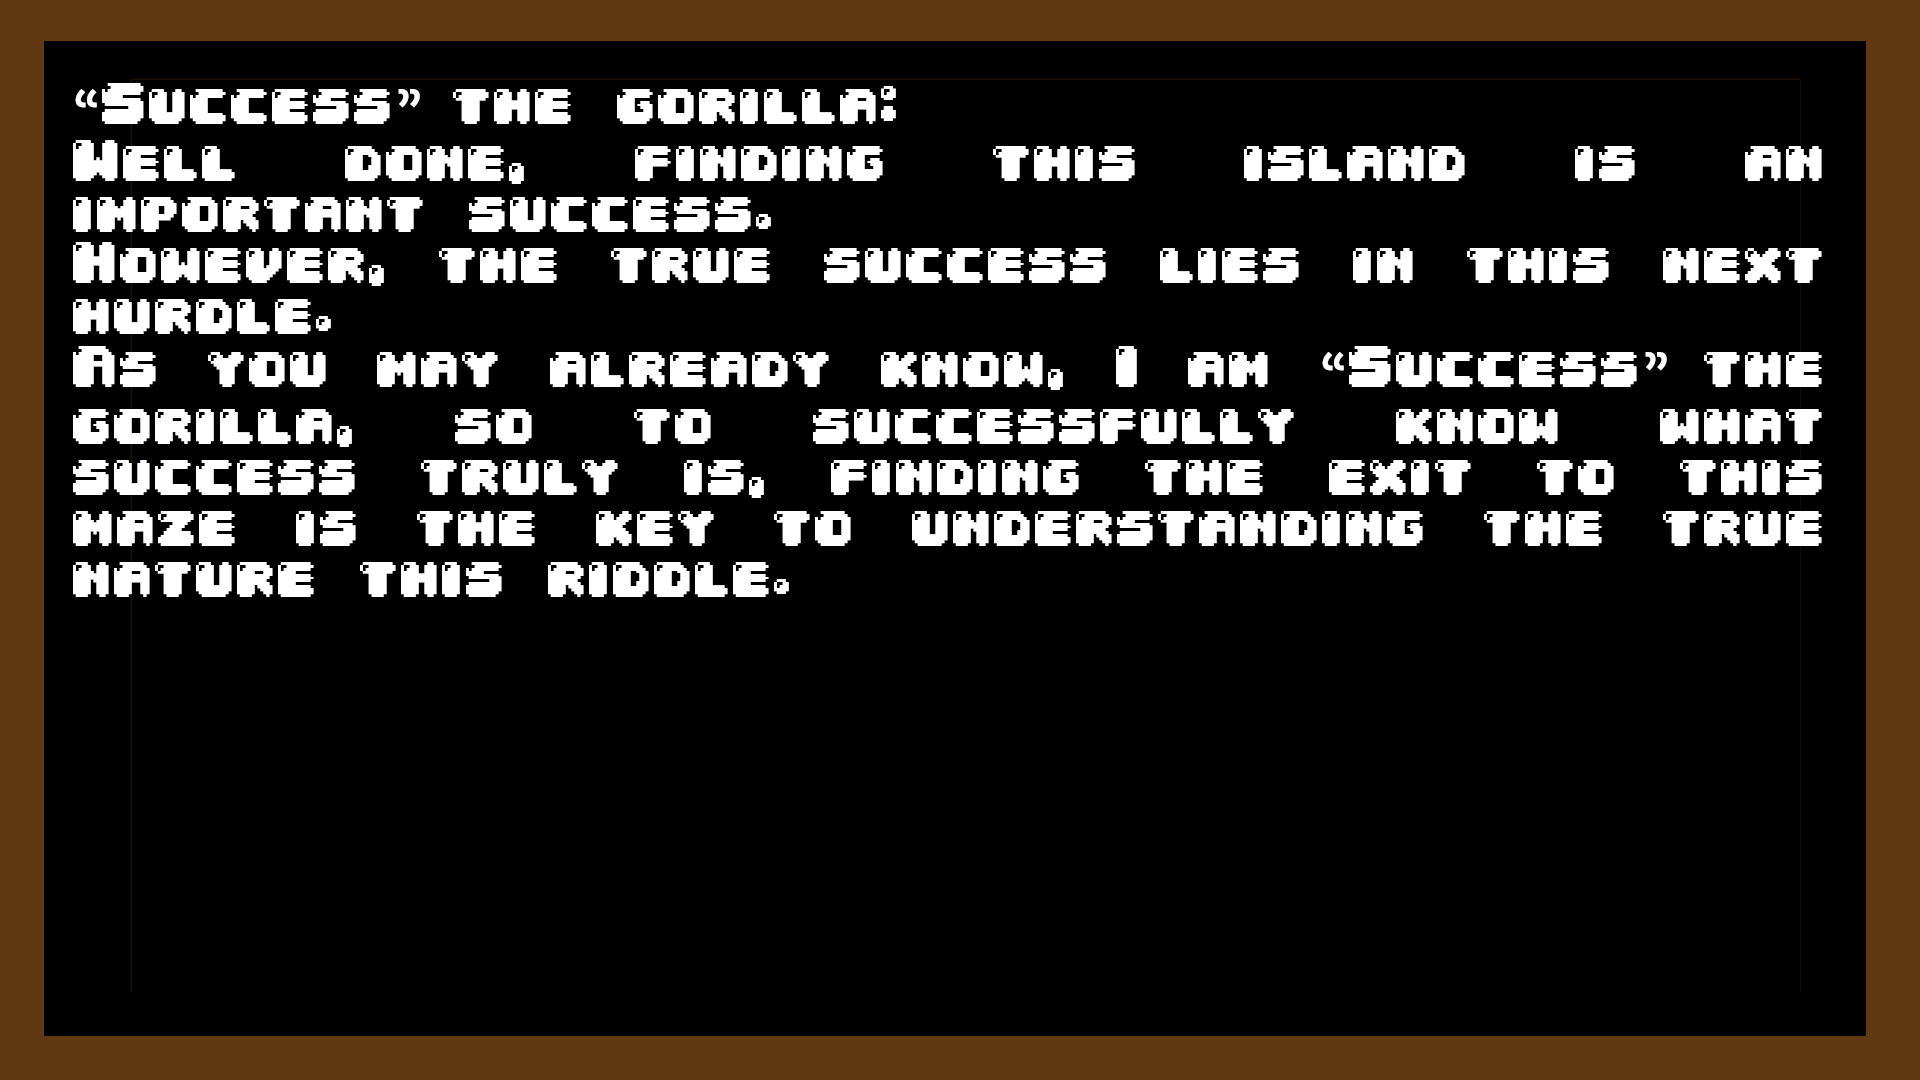 “Success” the gorilla:
Well done, finding this island is an
important success.
However, the true success lies in this next
hurdle.
As you may already know, I am “Success” the
gorilla, so to successfully know what
success truly is, finding the exit to this
maze is the key to understanding the true
nature this riddle.